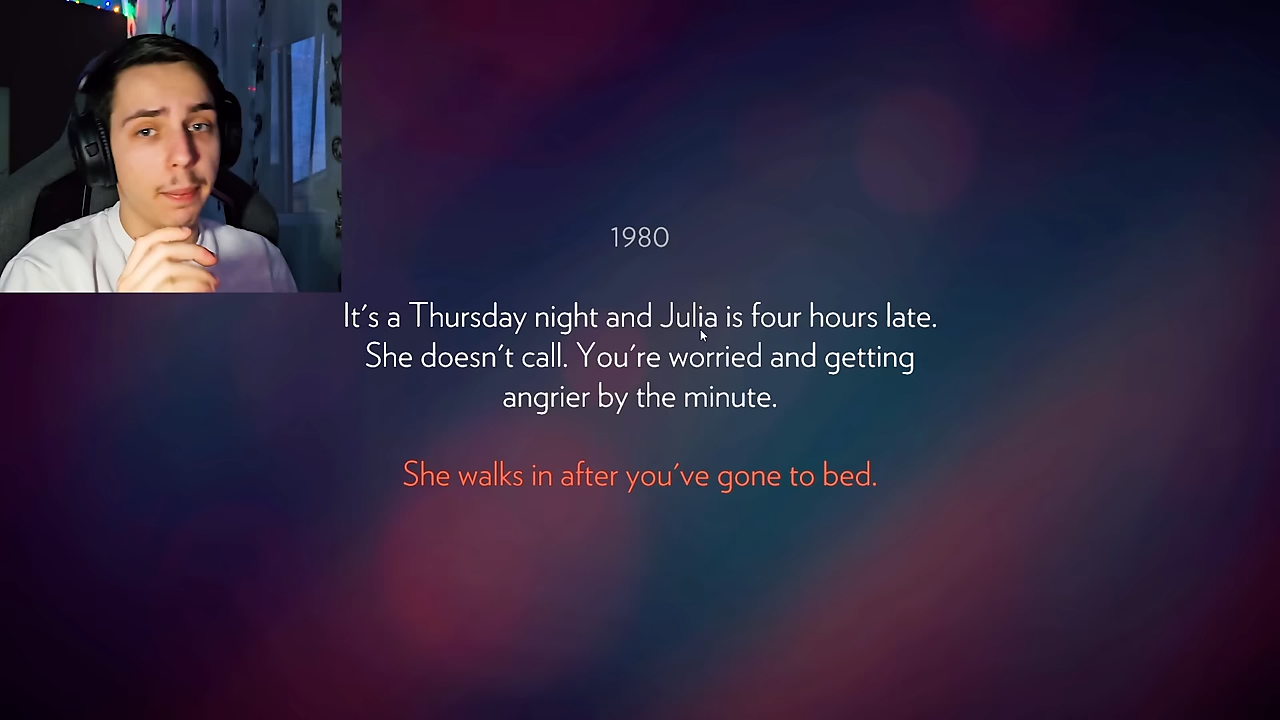 1980
It's a Thursday night and Julia is four hours late.
She doesn't call. You're worried and getting
angrier by the minute.
She walks in after you've gone to bed.